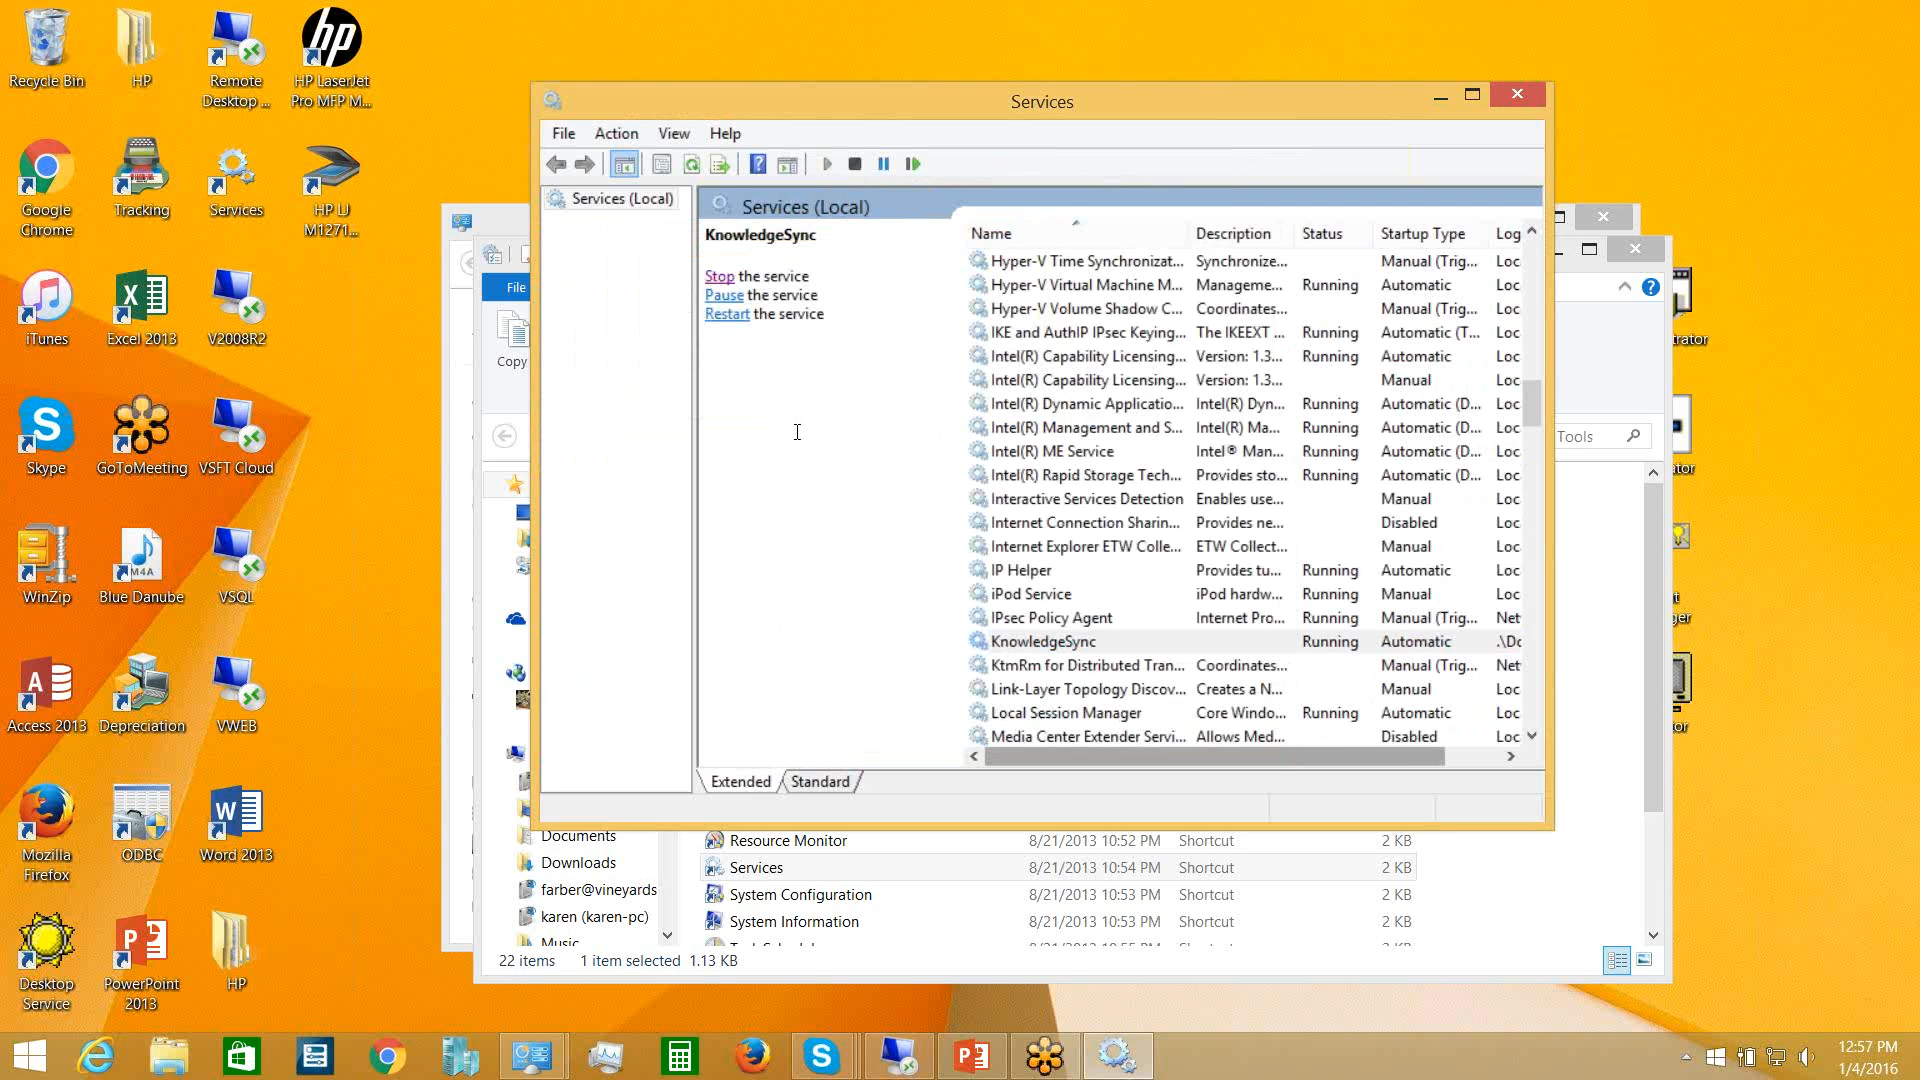 Recycle Bin
HP
Remote
Desktop ...
HP LaserJet
Pro MFP M...
Google
Chrome
Tracking
Services
HP LJ
M1271...
iTunes
Excel 2013
V2008R2
Skype
GoToMeeting
VSFT Cloud
WinZip
Blue Danube
VSQL
Access 2013
Depreciation
VWEB
Mozilla
Firefox
ODBC
Word 2013
Desktop
Service
PowerPoint
2013
HP
Services
File Action View Help
Services (Local)
Services (Local)
KnowledgeSync
Stop the service
Pause the service
Restart the service
Name Description Status Startup Type Log
Hyper-V Time Synchronizat... Synchronize... Manual (Trig... Loc
Hyper-V Virtual Machine M... Manageme... Running Automatic Loc
Hyper-V Volume Shadow C... Coordinates... Manual (Trig... Loc
IKE and AuthIP IPsec Keying... The IKEEXT ... Running Automatic (T... Loc
Intel(R) Capability Licensing... Version: 1.3... Running Automatic Loc
Intel(R) Capability Licensing... Version: 1.3... Manual Loc
Intel(R) Dynamic Applicatio... Intel(R) Dyn... Running Automatic (D... Loc
Intel(R) Management and S... Intel(R) Ma... Running Automatic (D... Loc
Intel(R) ME Service Intel® Man... Running Automatic (D... Loc
Intel(R) Rapid Storage Tech... Provides sto... Running Automatic (D... Loc
Interactive Services Detection Enables use... Manual Loc
Internet Connection Sharin... Provides ne... Disabled Loc
Internet Explorer ETW Colle... ETW Collect... Manual Loc
IP Helper Provides tu... Running Automatic Loc
iPod Service iPod hardw... Running Manual Loc
IPsec Policy Agent Internet Pro... Running Manual (Trig... Net
KnowledgeSync Running Automatic .\Do
KtmRm for Distributed Tran... Coordinates... Manual (Trig... Net
Link-Layer Topology Discov... Creates a N... Manual Loc
Local Session Manager Core Windo... Running Automatic Loc
Media Center Extender Servi... Allows Med... Disabled Loc
Extended Standard
File
Copy
Tools
Documents
Downloads
farber@vineyards
karen (karen-pc)
Music
Resource Monitor 8/21/2013 10:52 PM Shortcut 2 KB
Services 8/21/2013 10:54 PM Shortcut 2 KB
System Configuration 8/21/2013 10:53 PM Shortcut 2 KB
System Information 8/21/2013 10:53 PM Shortcut 2 KB
22 items 1 item selected 1.13 KB
12:57 PM
1/4/2016